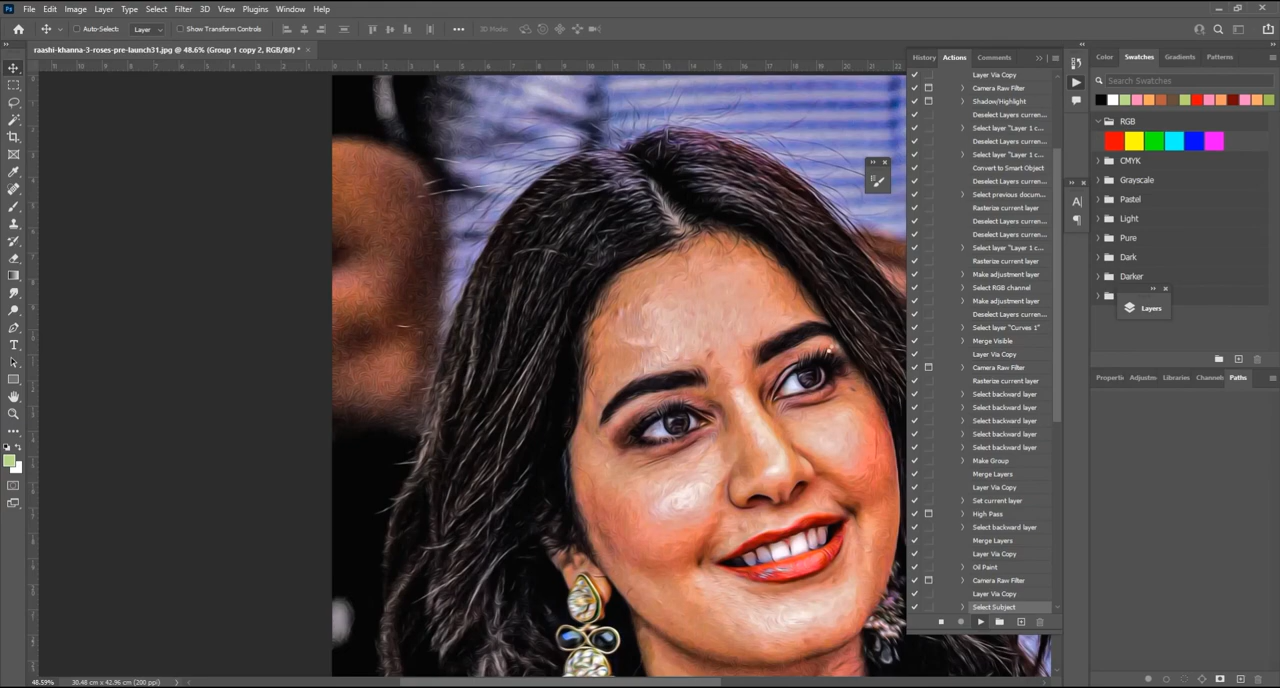 Ps File Edit Image Layer Type Select Filter 3D View Plugins Window Help
Auto-Select: Layer Show Transform Controls 3D Mode:
raashi-khanna-3-roses-pre-launch31.jpg @ 48.6% (Group 1 copy 2, RGB/8#) *
History Actions Comments
Layer Via Copy
Camera Raw Filter
Shadow/Highlight
Deselect Layers curren...
Select layer "Layer 1 c...
Deselect Layers curren...
Select layer "Layer 1 c...
Convert to Smart Object
Deselect Layers curren...
Select previous docum...
Rasterize current layer
Deselect Layers curren...
Deselect Layers curren...
Select layer "Layer 1 c...
Rasterize current layer
Make adjustment layer
Select RGB channel
Make adjustment layer
Deselect Layers curren...
Select layer "Curves 1"
Merge Visible
Layer Via Copy
Camera Raw Filter
Rasterize current layer
Select backward layer
Select backward layer
Select backward layer
Select backward layer
Select backward layer
Make Group
Merge Layers
Layer Via Copy
Set current layer
High Pass
Select backward layer
Merge Layers
Layer Via Copy
Oil Paint
Camera Raw Filter
Layer Via Copy
Select Subject
Color Swatches Gradients Patterns
Search Swatches
RGB
CMYK
Grayscale
Pastel
Light
Pure
Dark
Darker
Layers
Properti Adjustm Libraries Channel Paths
48.59% 30.48 cm x 42.96 cm (200 ppi)